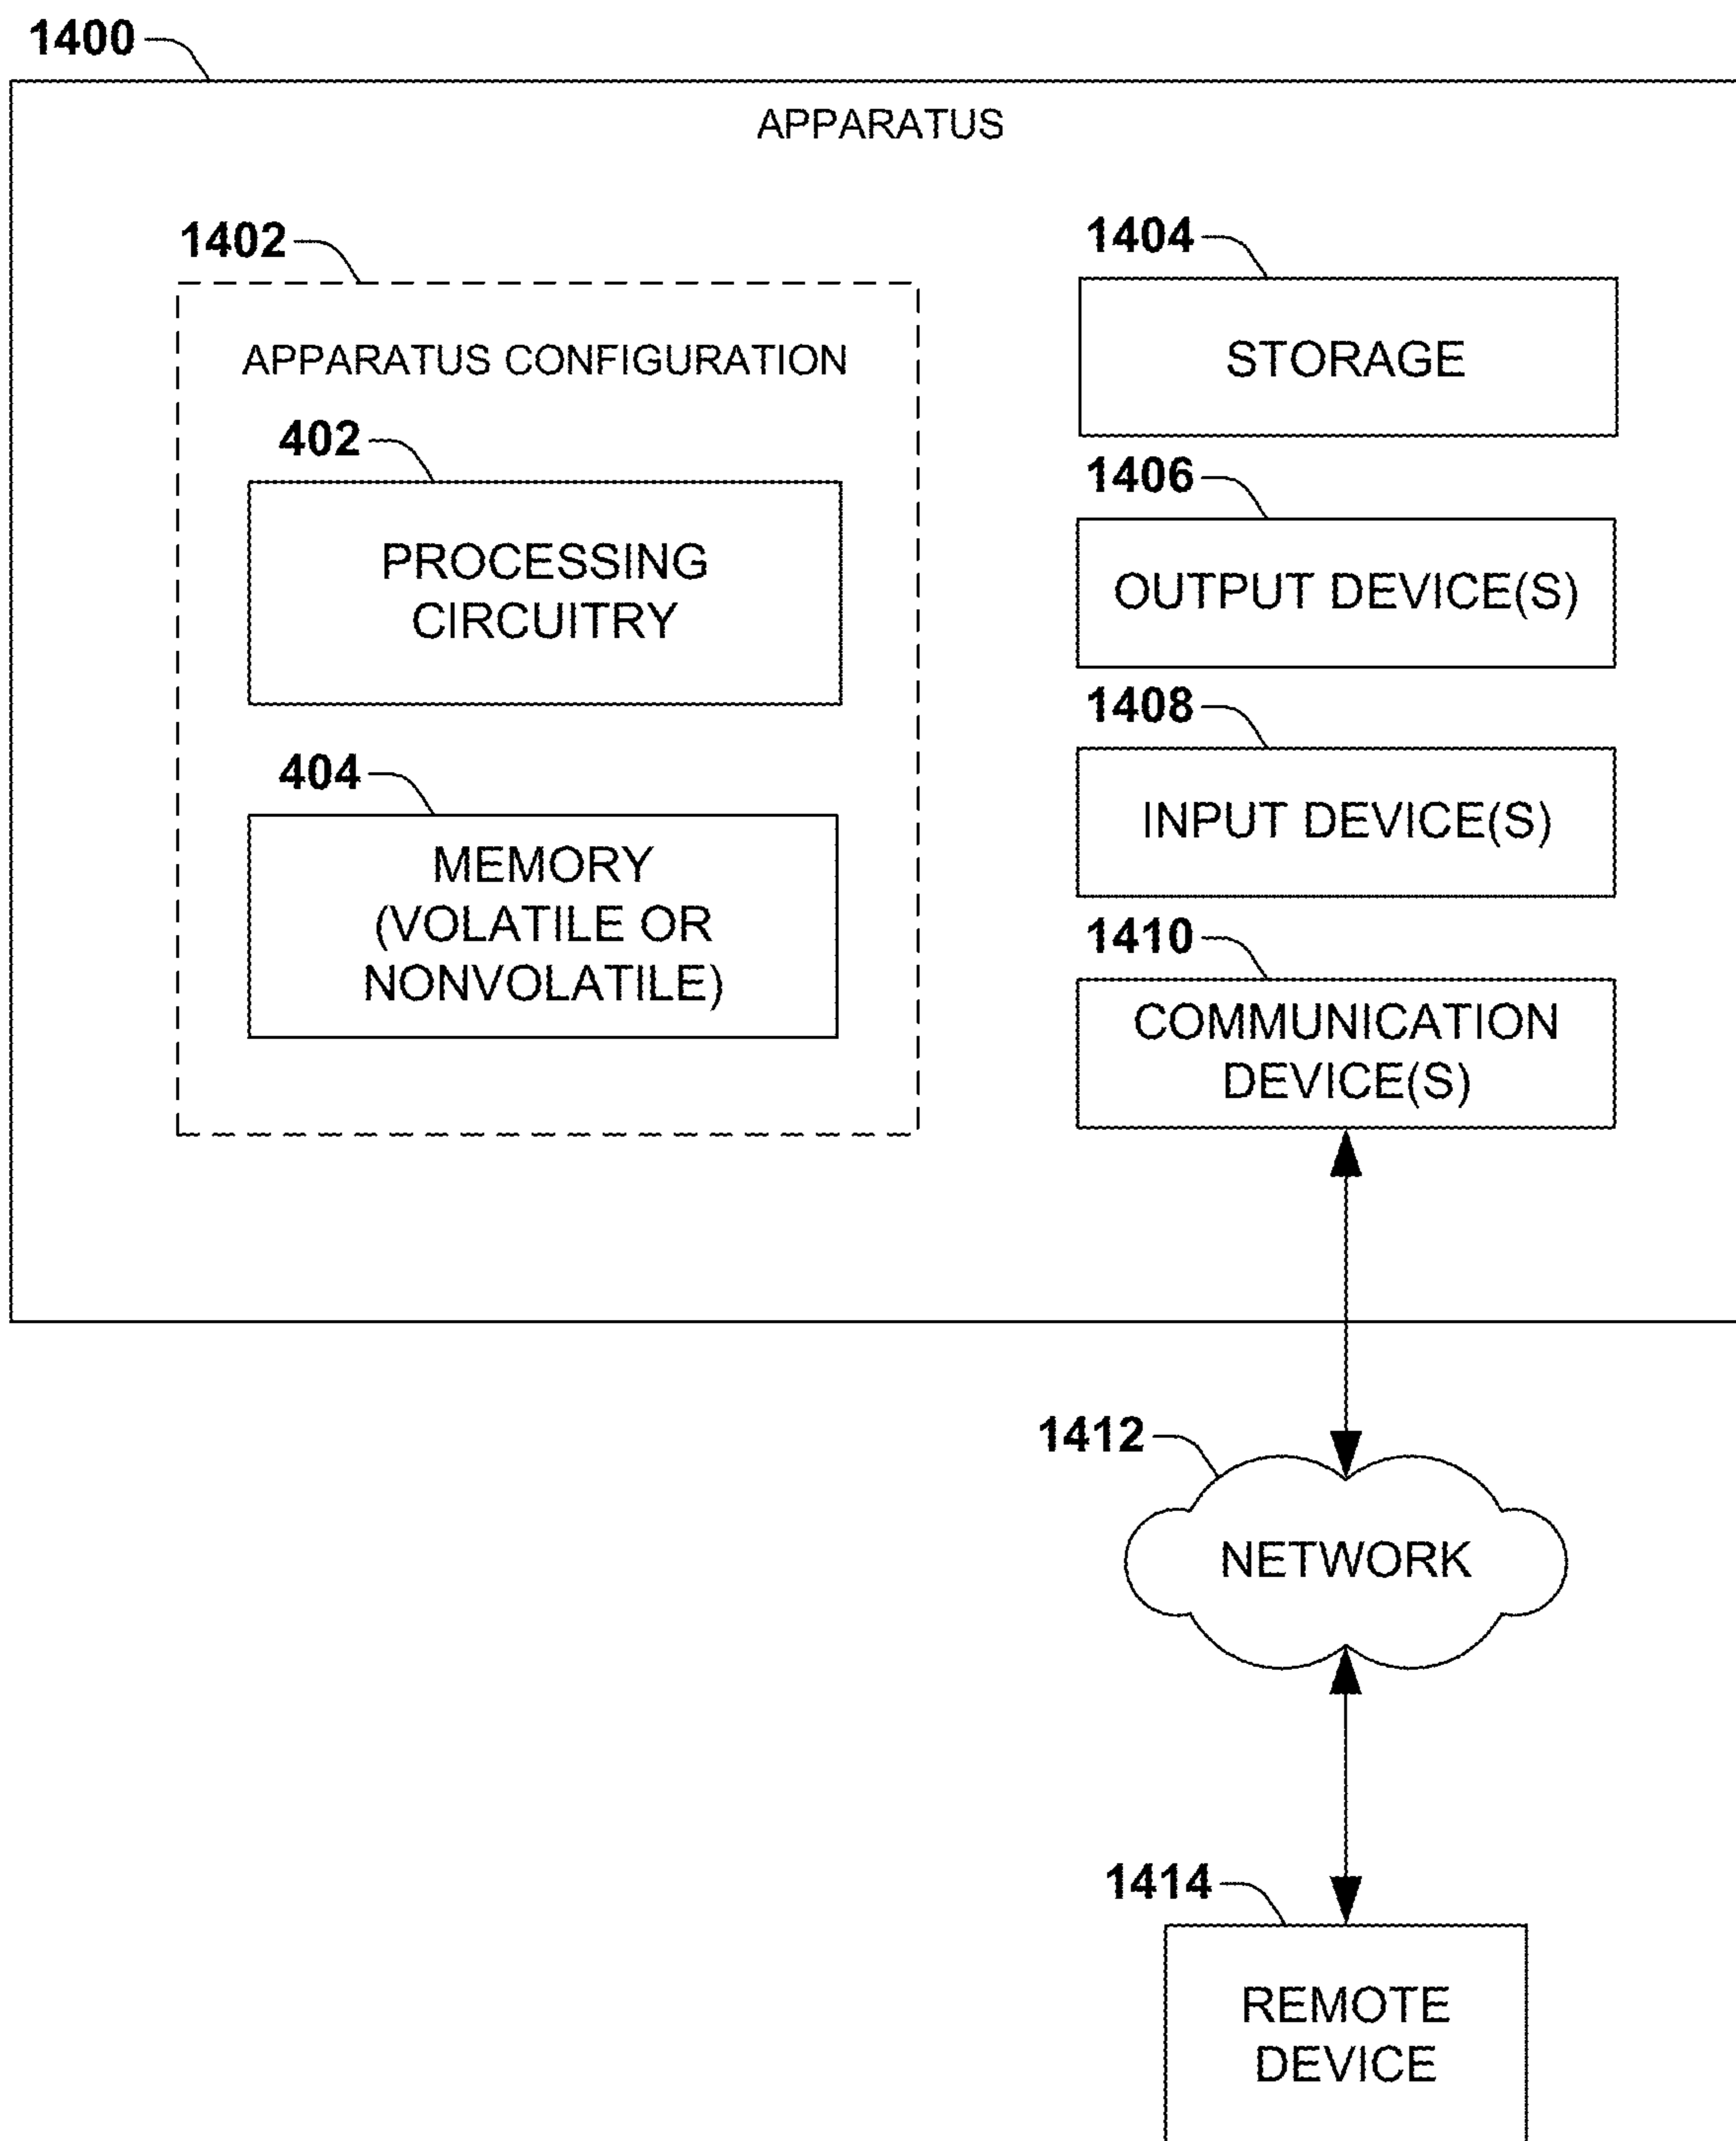 1400
APPARATUS
1402
APPARATUS CONFIGURATION
402
PROCESSING
CIRCUITRY
404
MEMORY
(VOLATILE OR
NONVOLATILE)
1404
STORAGE
1406
OUTPUT DEVICE(S)
1408
INPUT DEVICE(S)
1410
COMMUNICATION
DEVICE(S)
1412
NETWORK
1414
REMOTE
DEVICE